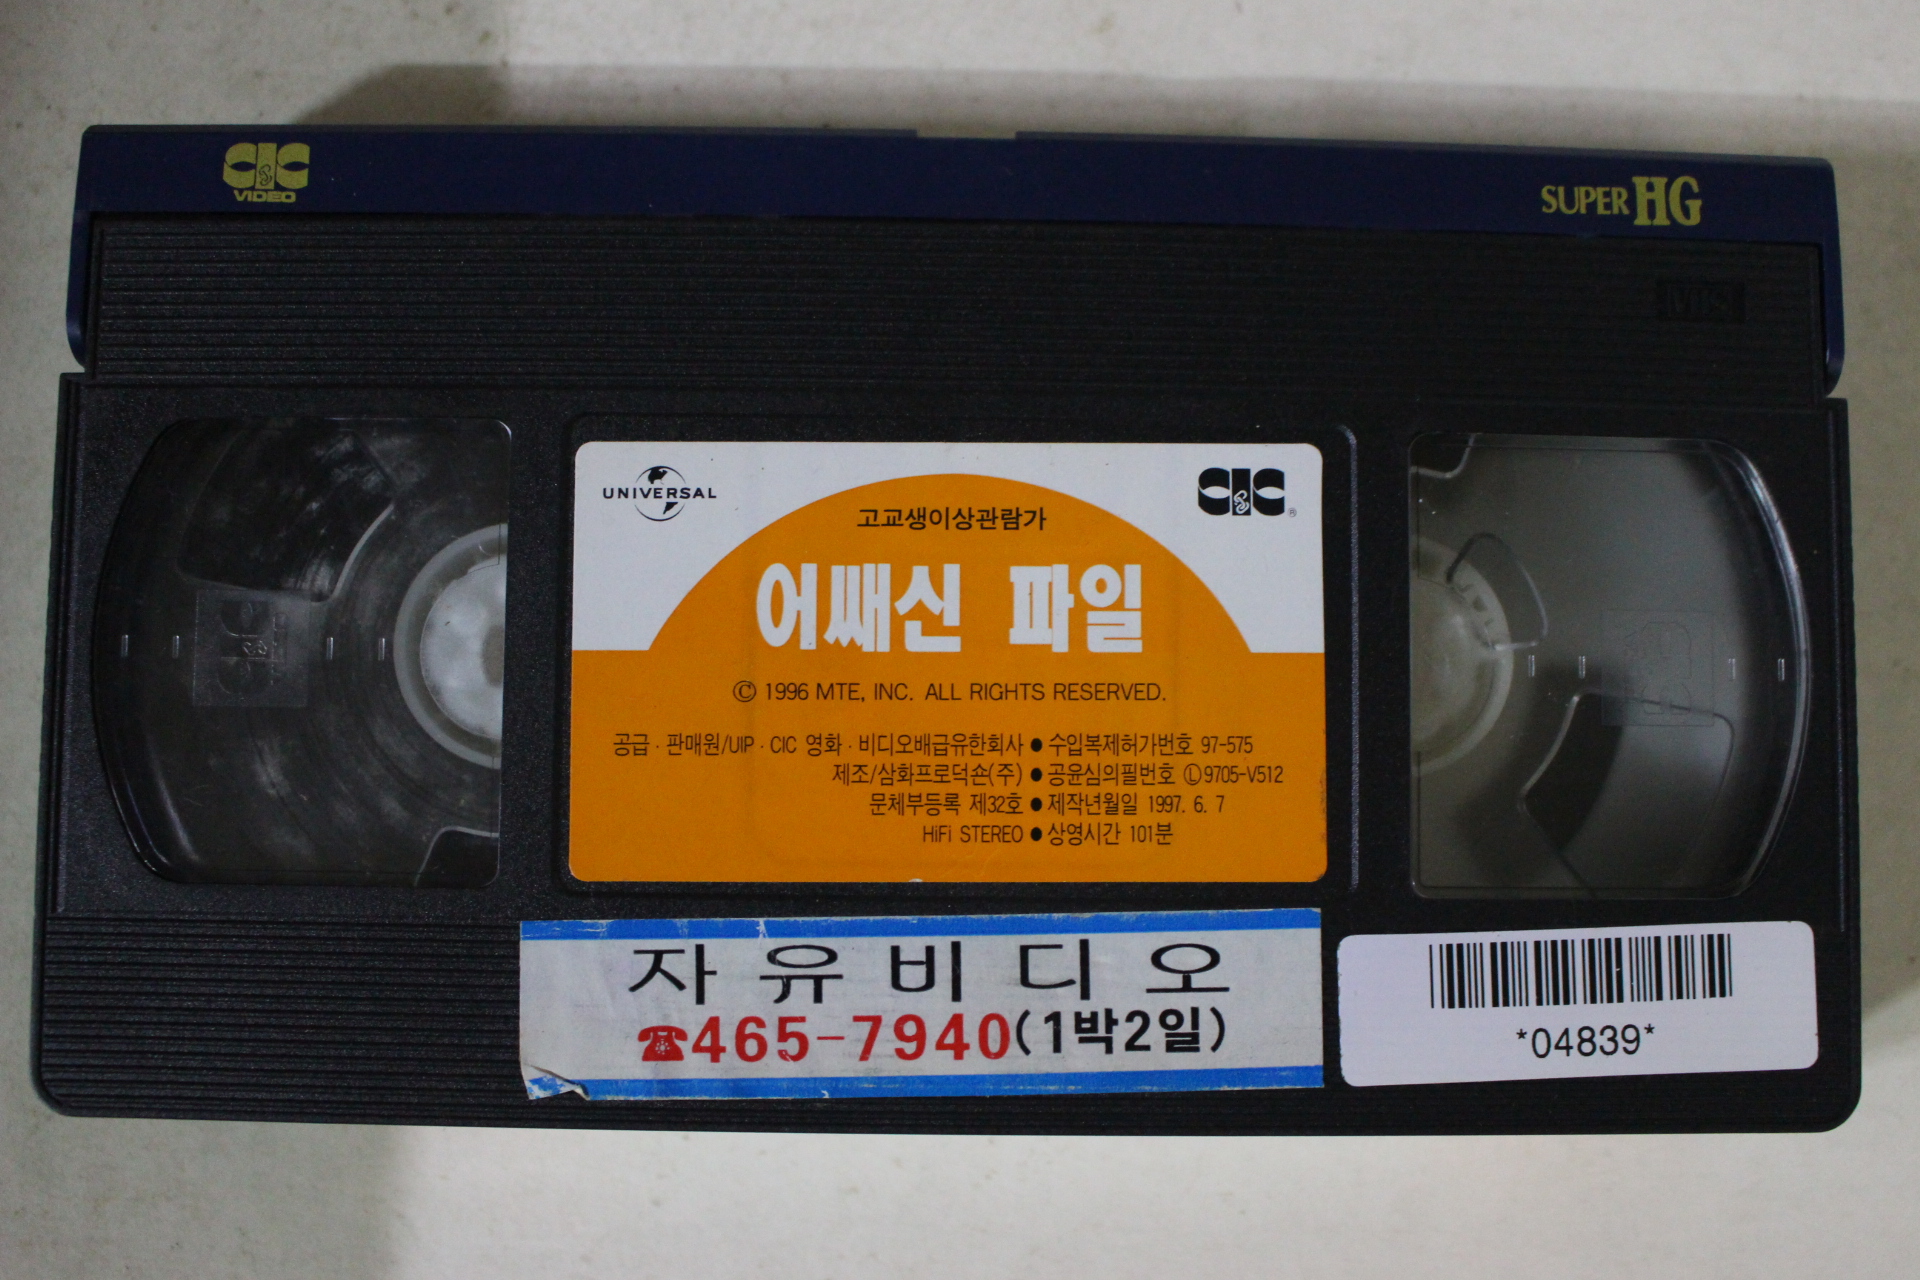 CIC
VIDEO
SUPER HG
VHS
UNIVERSAL
CIC®
고교생이상관람가
어쌔신 파일
© 1996 MTE, INC. ALL RIGHTS RESERVED.
공급 · 판매원/UIP · CIC 영화 · 비디오배급유한회사 ● 수입복제허가번호 97-575
제조/삼화프로덕숀(주) ● 공윤심의필번호 Ⓛ9705-V512
문체부등록 제32호 ● 제작년월일 1997. 6. 7
HiFi STEREO ● 상영시간 101분
자유비디오
☎465-7940(1박2일)
*04839*